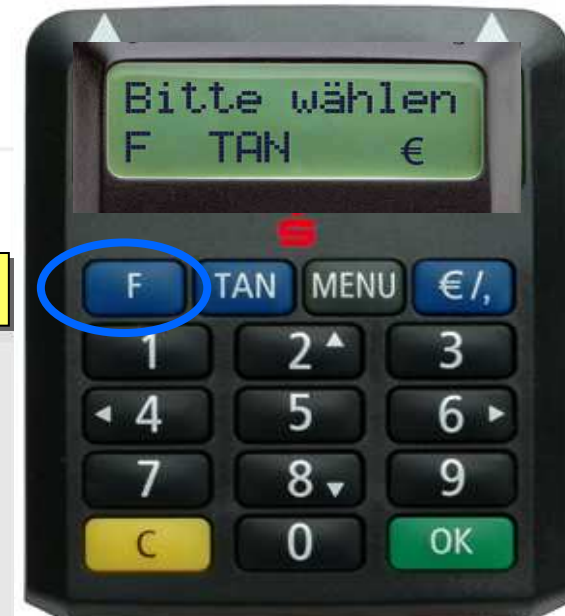 Bitte wählen
F TAN €
F TAN MENU €/,
1 2 3
4 5 6
7 8 9
C 0 OK